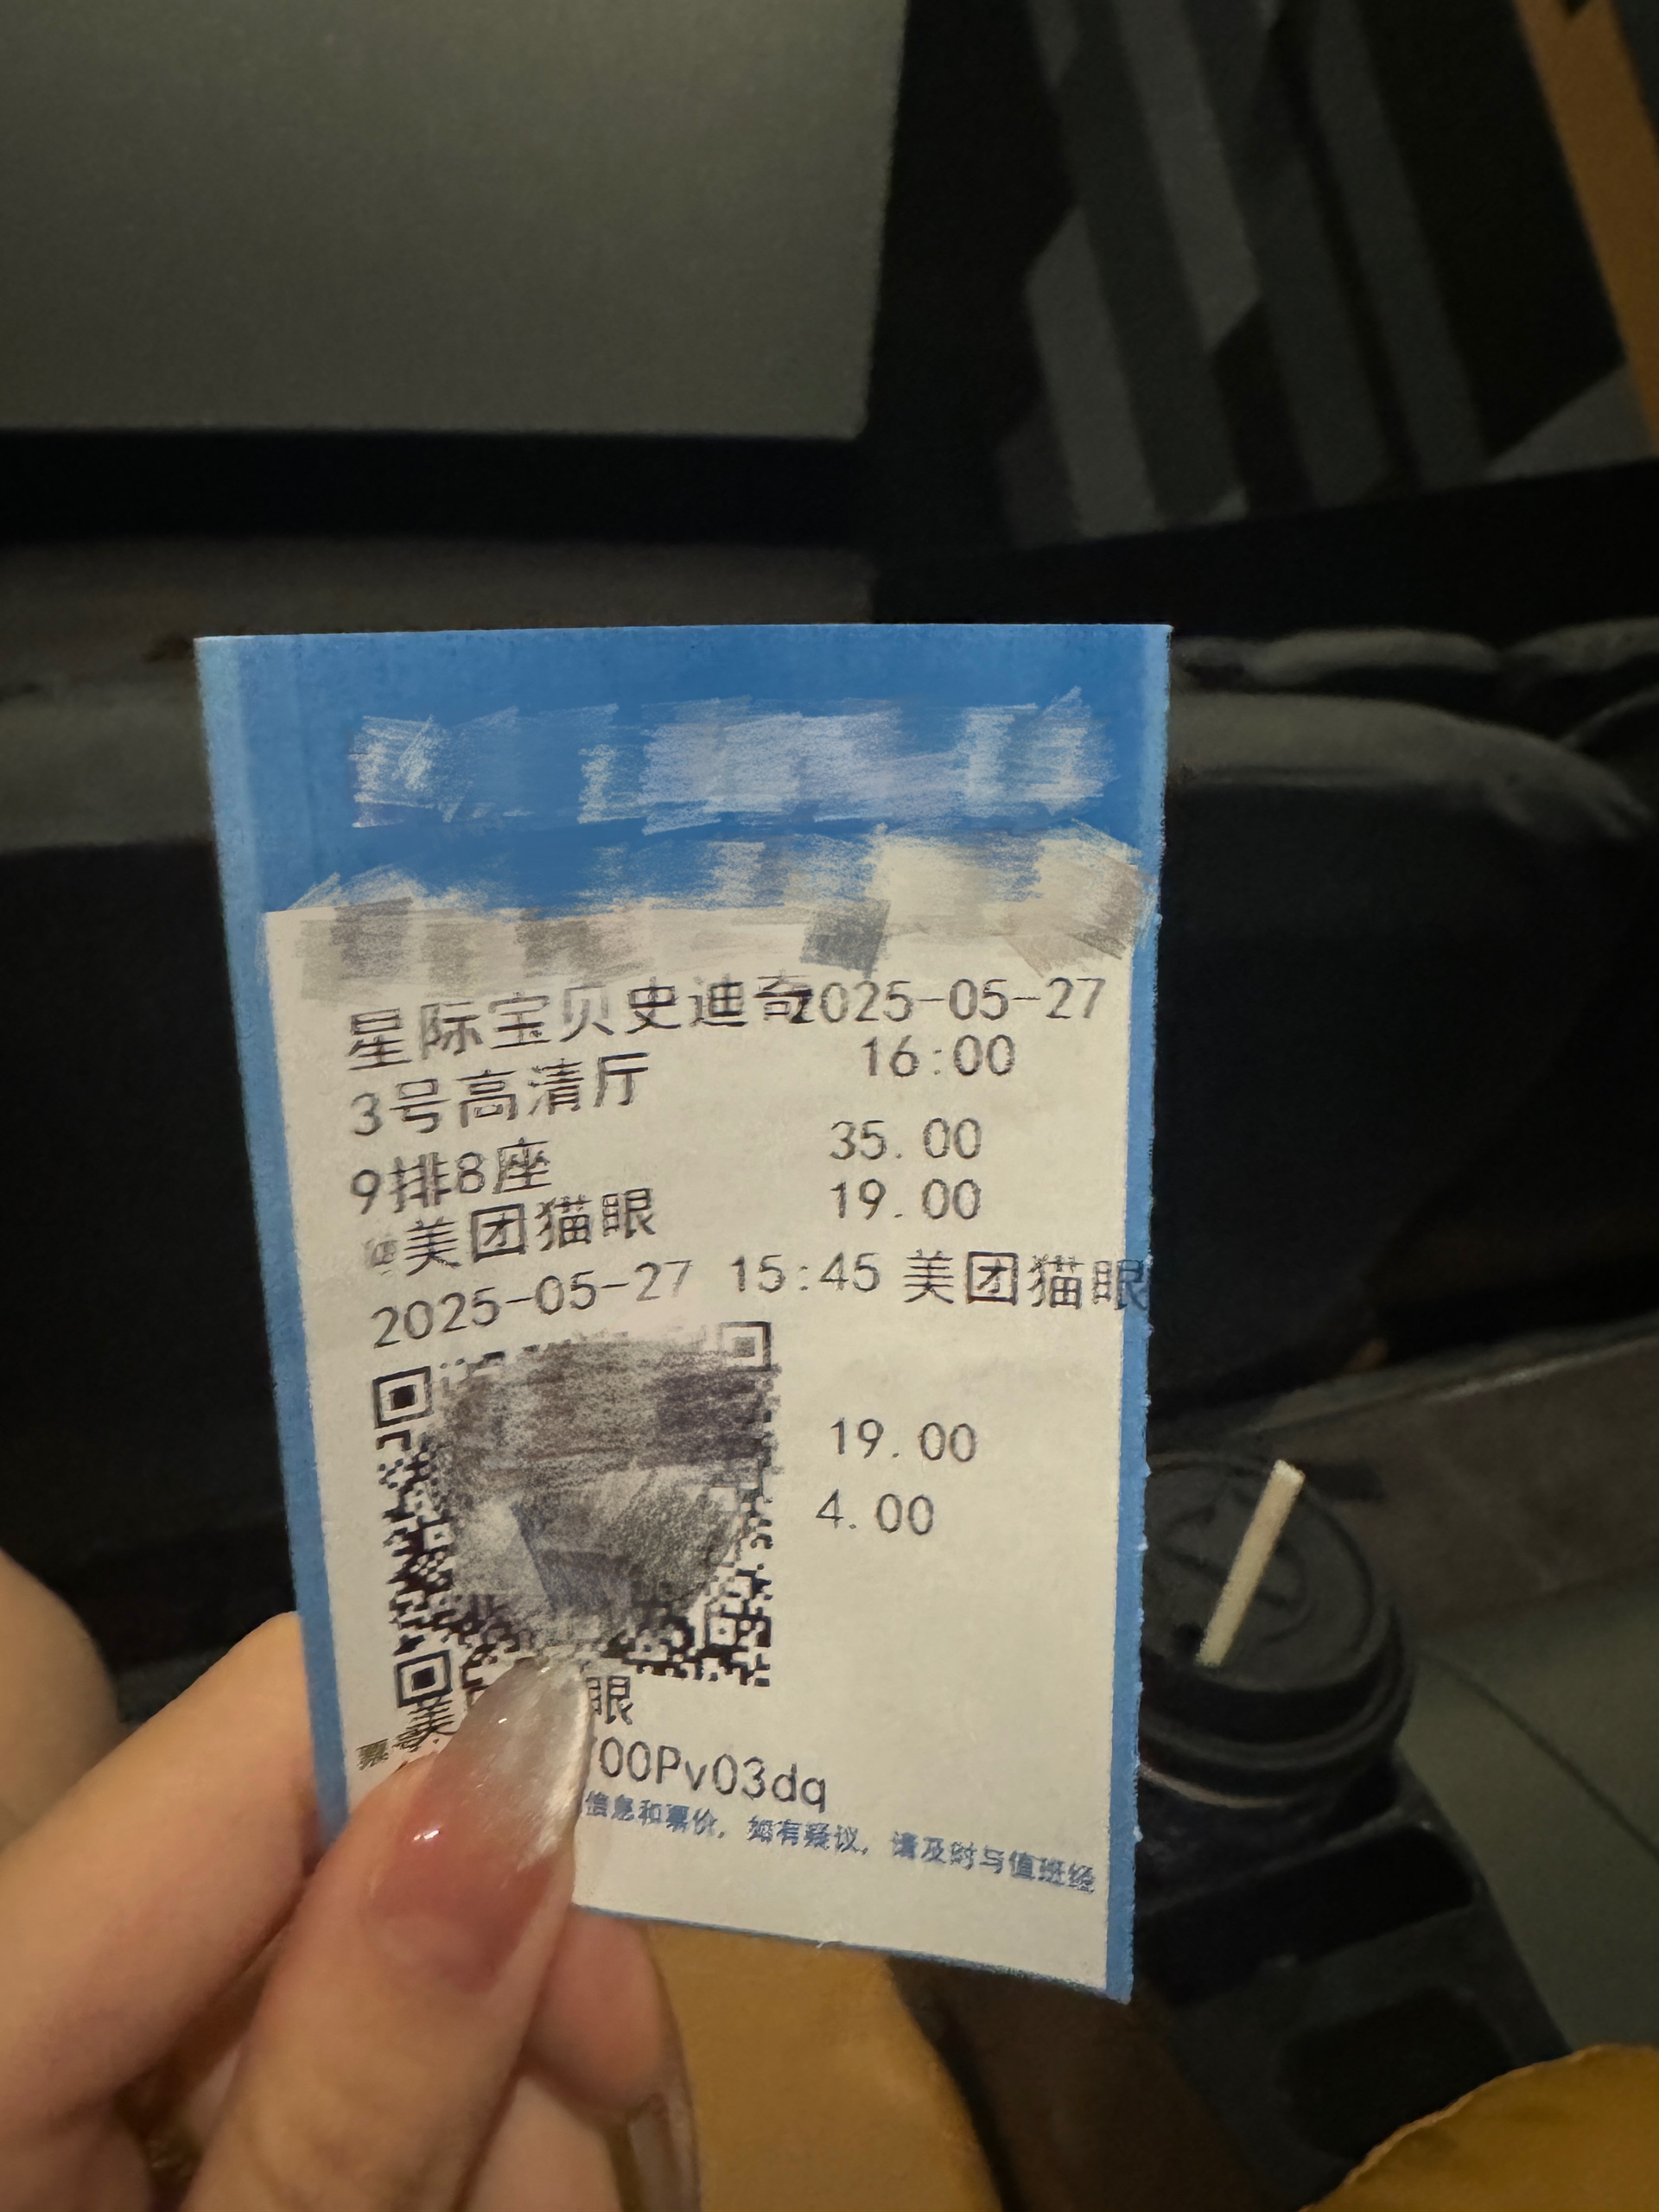 星际宝贝史迪奇2025-05-27
3号高清厅 16:00
9排8座 35.00
@美团猫眼 19.00
2025-05-27 15:45 美团猫眼
19.00
4.00
美 眼
00Pv03dq
票 信息和票价，如有疑议，请及时与值班经